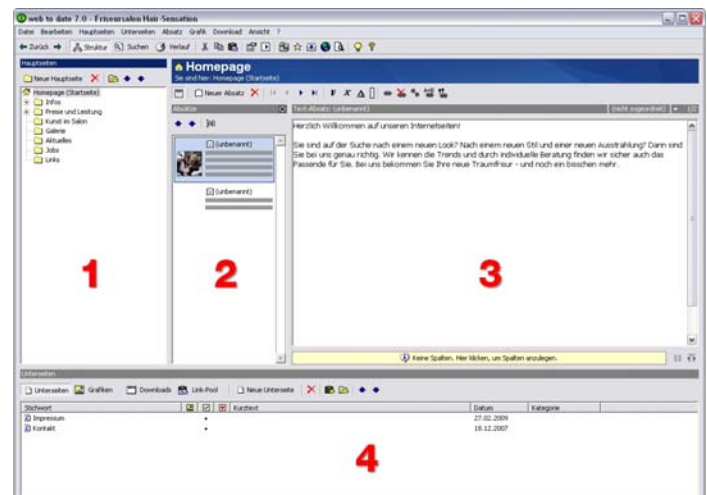 web to date 7.0 - Friseursalon Hair-Sensation
Datei Bearbeiten Hauptseiten Unterseiten Absatz Grafik Download Ansicht ?
Zurück Struktur Suchen Verlauf
Hauptseiten
Neue Hauptseite
Homepage (Startseite)
Infos
Preise und Leistung
Kunst im Salon
Galerie
Aktuelles
Jobs
Links
1
Homepage
Sie sind hier: Homepage (Startseite)
Neuer Absatz F K A
Absätze
(unbenannt)
(unbenannt)
2
Text-Absatz: (unbenannt) (nicht zugeordnet) 1/2
Herzlich Willkommen auf unseren Internetseiten!
Sie sind auf der Suche nach einem neuen Look? Nach einem neuen Stil und einer neuen Ausstrahlung? Dann sind
Sie bei uns genau richtig. Wir kennen die Trends und durch individuelle Beratung finden wir sicher auch das
Passende für Sie. Bei uns bekommen Sie Ihre neue Traumfrisur - und noch ein bisschen mehr.
3
Keine Spalten. Hier klicken, um Spalten anzulegen.
Unterseiten
Unterseiten Grafiken Downloads Link-Pool Neue Unterseite
Stichwort Kurztext Datum Kategorie
Impressum 27.02.2009
Kontakt 18.12.2007
4